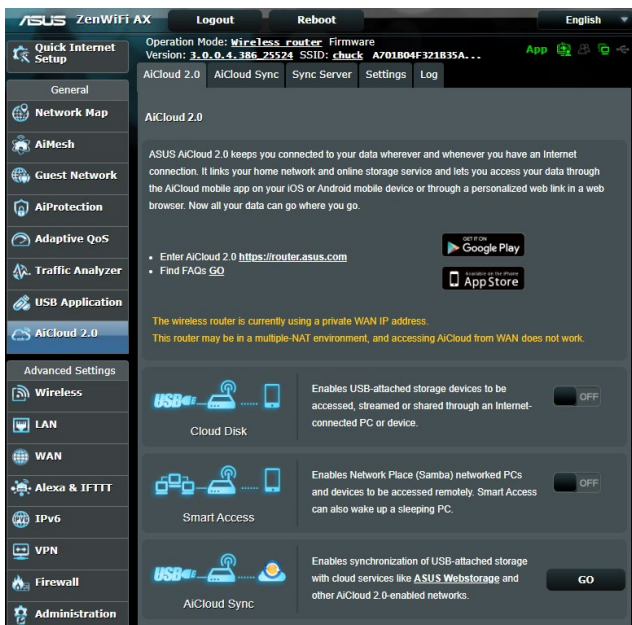 ASUS ZenWiFi AX Logout Reboot English
Quick Internet Setup
Operation Mode: Wireless router Firmware
Version: 3.0.0.4.386_25524 SSID: chuck A701B04F321B35A...
App
AiCloud 2.0 AiCloud Sync Sync Server Settings Log
General
Network Map
AiMesh
Guest Network
AiProtection
Adaptive QoS
Traffic Analyzer
USB Application
AiCloud 2.0
Advanced Settings
Wireless
LAN
WAN
Alexa & IFTTT
IPv6
VPN
Firewall
Administration
AiCloud 2.0
ASUS AiCloud 2.0 keeps you connected to your data wherever and whenever you have an Internet
connection. It links your home network and online storage service and lets you access your data through
the AiCloud mobile app on your iOS or Android mobile device or through a personalized web link in a web
browser. Now all your data can go where you go.
Enter AiCloud 2.0 https://router.asus.com
Find FAQs GO
GET IT ON
Google Play
Available on the iPhone
App Store
The wireless router is currently using a private WAN IP address.
This router may be in a multiple-NAT environment, and accessing AiCloud from WAN does not work.
USB
Cloud Disk
Enables USB-attached storage devices to be
accessed, streamed or shared through an Internet-
connected PC or device.
OFF
Smart Access
Enables Network Place (Samba) networked PCs
and devices to be accessed remotely. Smart Access
can also wake up a sleeping PC.
OFF
USB
AiCloud Sync
Enables synchronization of USB-attached storage
with cloud services like ASUS Webstorage and
other AiCloud 2.0-enabled networks.
GO